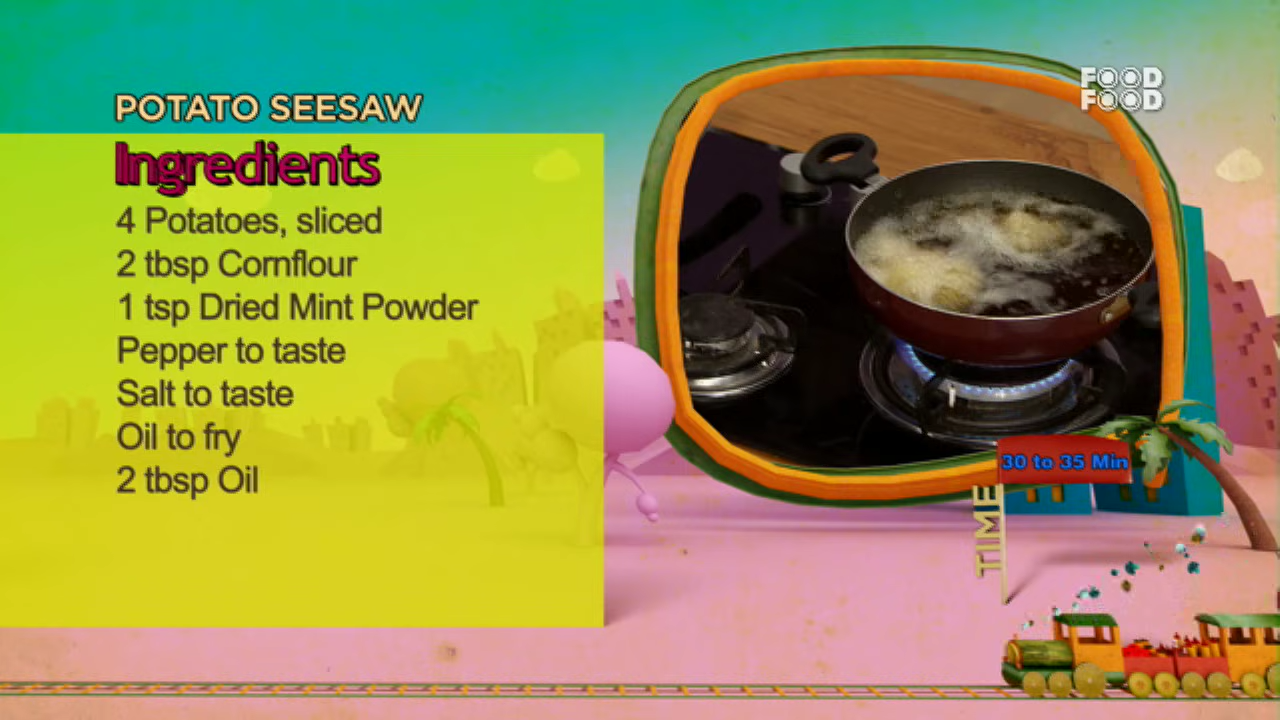 POTATO SEESAW
Ingredients
4 Potatoes, sliced
2 tbsp Cornflour
1 tsp Dried Mint Powder
Pepper to taste
Salt to taste
Oil to fry
2 tbsp Oil
FOOD
FOOD
30 to 35 Min
TIME